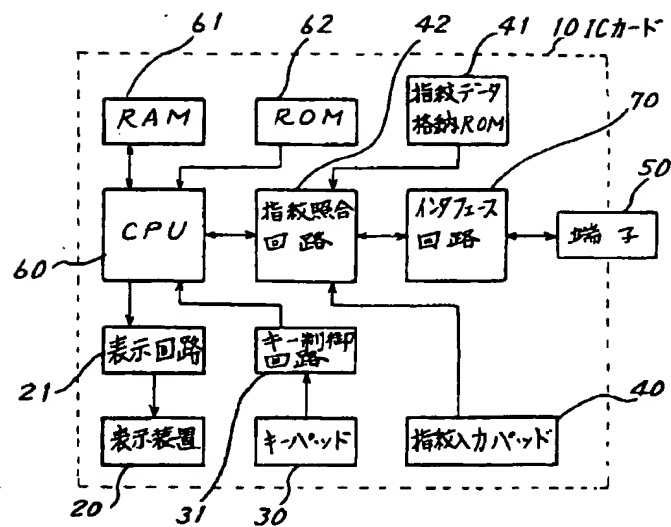 61
62
42
41
10 ICカード
RAM
ROM
指紋データ
格納ROM
70
50
CPU
指紋照合
回路
インタフェース
回路
端子
60
表示回路
キー制御
回路
21
40
表示装置
キーパッド
指紋入力パッド
20
31
30